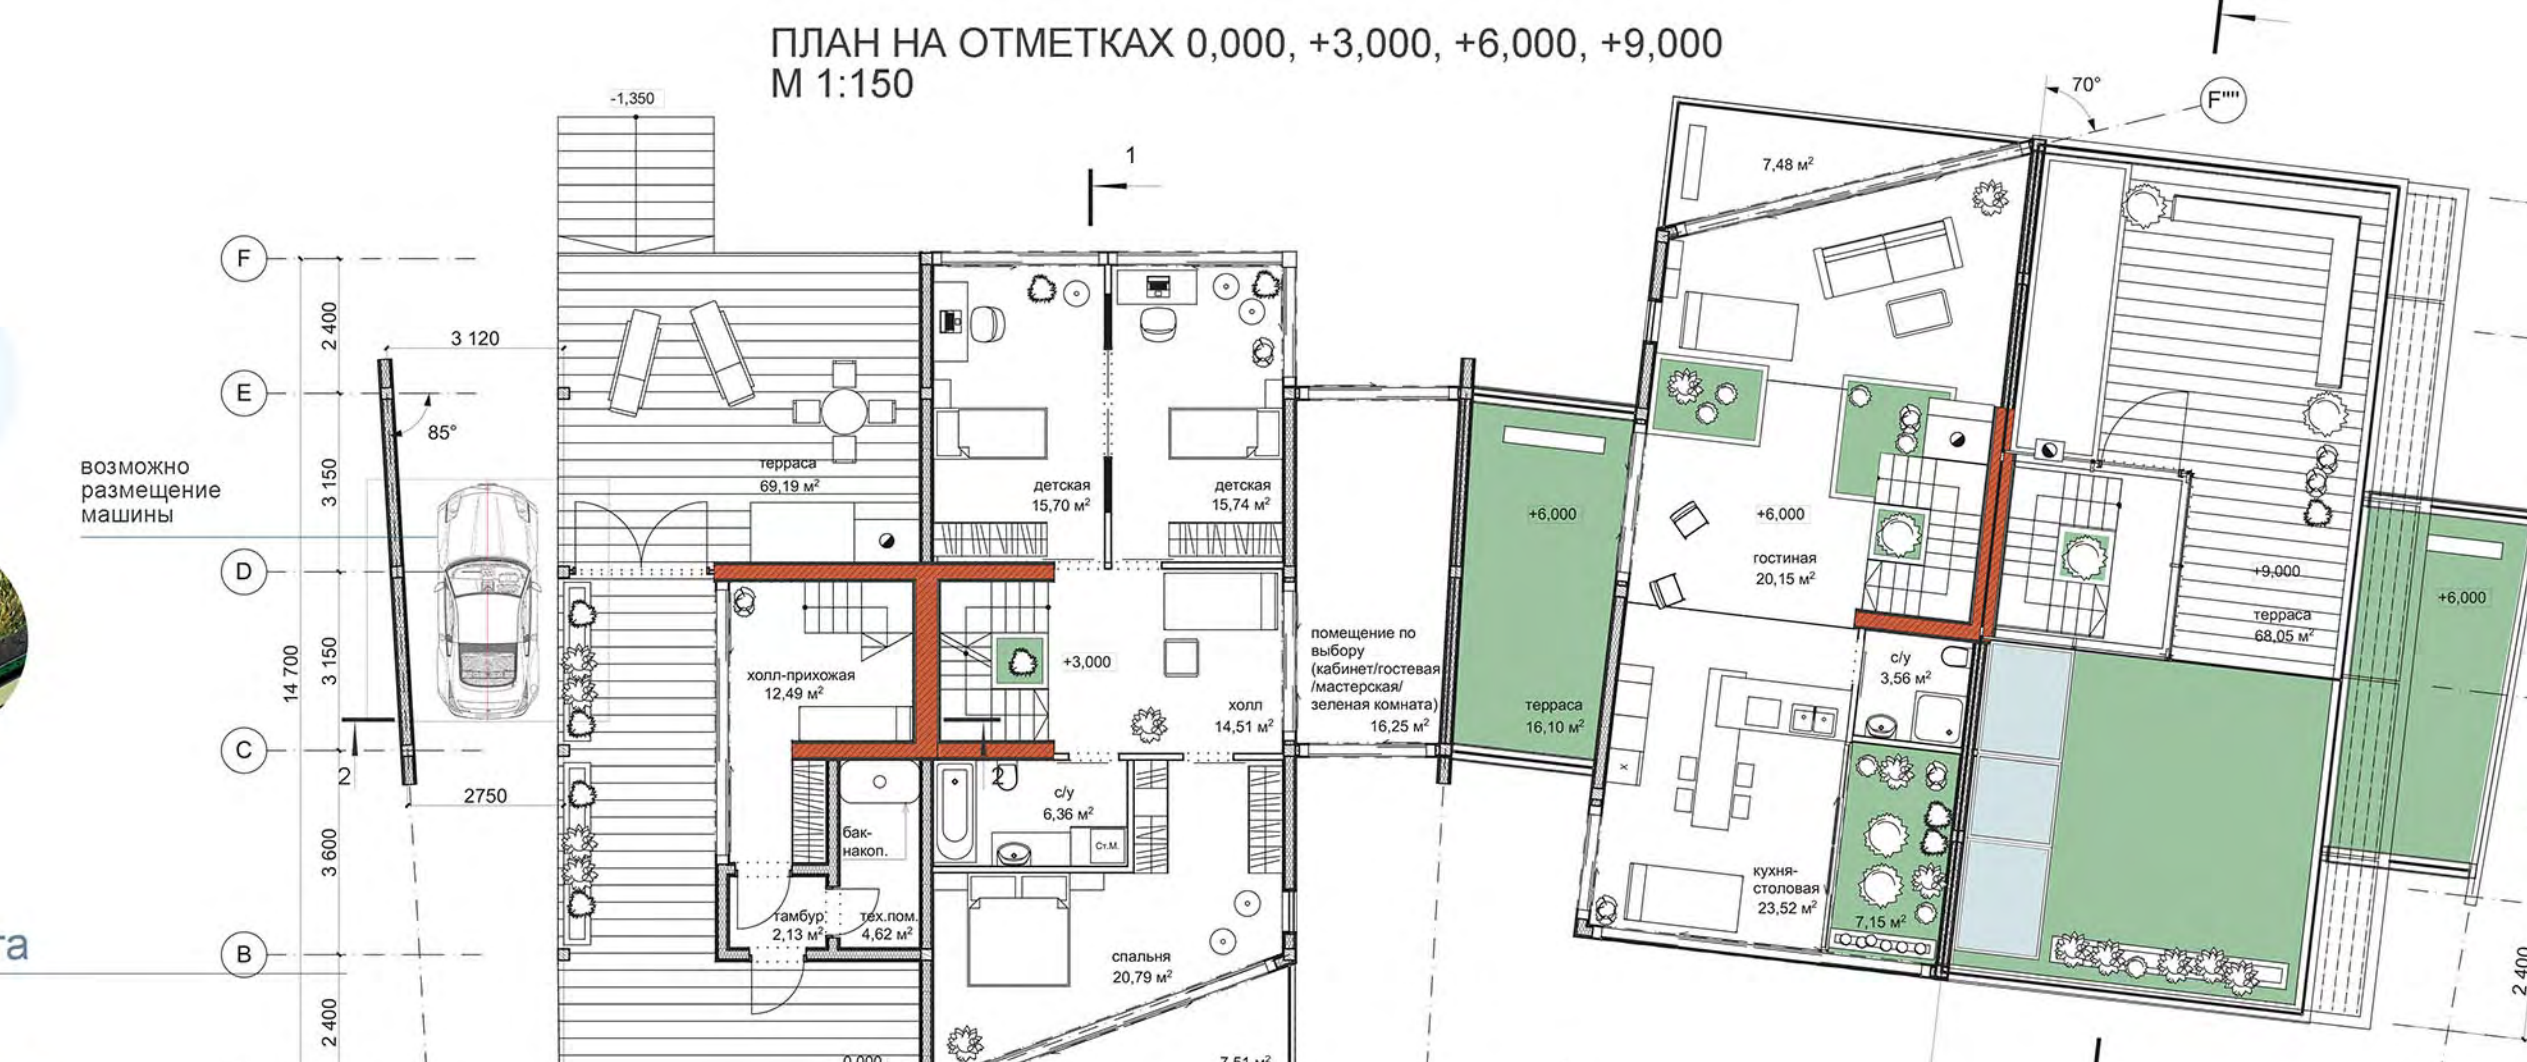 ПЛАН НА ОТМЕТКАХ 0,000, +3,000, +6,000, +9,000
М 1:150
-1,350
1
70°
F""
7,48 м²
F
2 400
3 120
E
85°
возможно
размещение
машины
3 150
терраса
69,19 м²
детская
15,70 м²
детская
15,74 м²
+6,000
+6,000
гостиная
20,15 м²
+9,000
терраса
68,05 м²
+6,000
D
14 700
3 150
холл-прихожая
12,49 м²
+3,000
холл
14,51 м²
помещение по
выбору
(кабинет/гостевая
/мастерская/
зеленая комната)
16,25 м²
терраса
16,10 м²
с/у
3,56 м²
C
2
2
2750
3 600
бак-
накоп.
с/у
6,36 м²
Ст.М.
X
кухня-
столовая
23,52 м²
7,15 м²
тамбур
2,13 м²
тех.пом.
4,62 м²
B
спальня
20,79 м²
2 400
2 400
0,000
7,51 м²
та